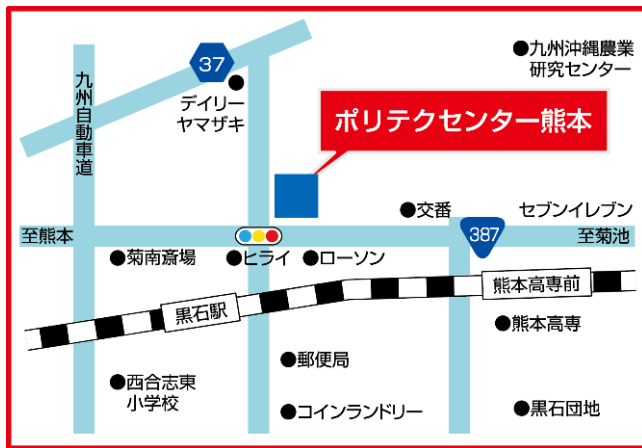 37
九州沖縄農業
研究センター
九州自動車道
デイリー
ヤマザキ
ポリテクセンター熊本
交番
セブンイレブン
至熊本
387
至菊池
菊南斎場
ヒライ
ローソン
黒石駅
熊本高専前
熊本高専
郵便局
西合志東
小学校
コインランドリー
黒石団地